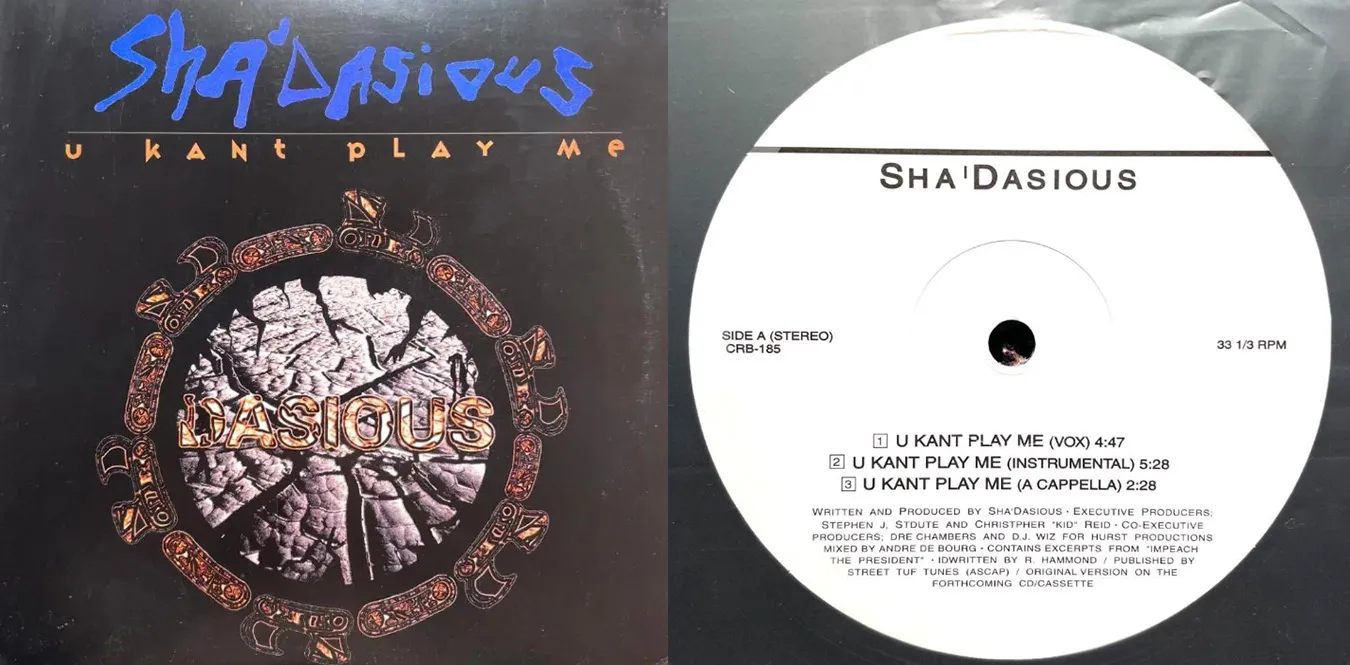 Sha'Dasious
u kANt pLAY Me
DASIOUS
SHA'DASIOUS
SIDE A (STEREO)
CRB-185
33 1/3 RPM
1 U KANT PLAY ME (VOX) 4:47
2 U KANT PLAY ME (INSTRUMENTAL) 5:28
3 U KANT PLAY ME (A CAPPELLA) 2:28
WRITTEN AND PRODUCED BY SHA'DASIOUS · EXECUTIVE PRODUCERS;
STEPHEN J. STDUTE AND CHRISTPHER "KID" REID · CO-EXECUTIVE
PRODUCERS; DRE CHAMBERS AND D.J. WIZ FOR HURST PRODUCTIONS
MIXED BY ANDRE DE BOURG · CONTAINS EXCERPTS FROM "IMPEACH
THE PRESIDENT" · IDWRITTEN BY R. HAMMOND / PUBLISHED BY
STREET TUF TUNES (ASCAP) / ORIGINAL VERSION ON THE
FORTHCOMING CD/CASSETTE